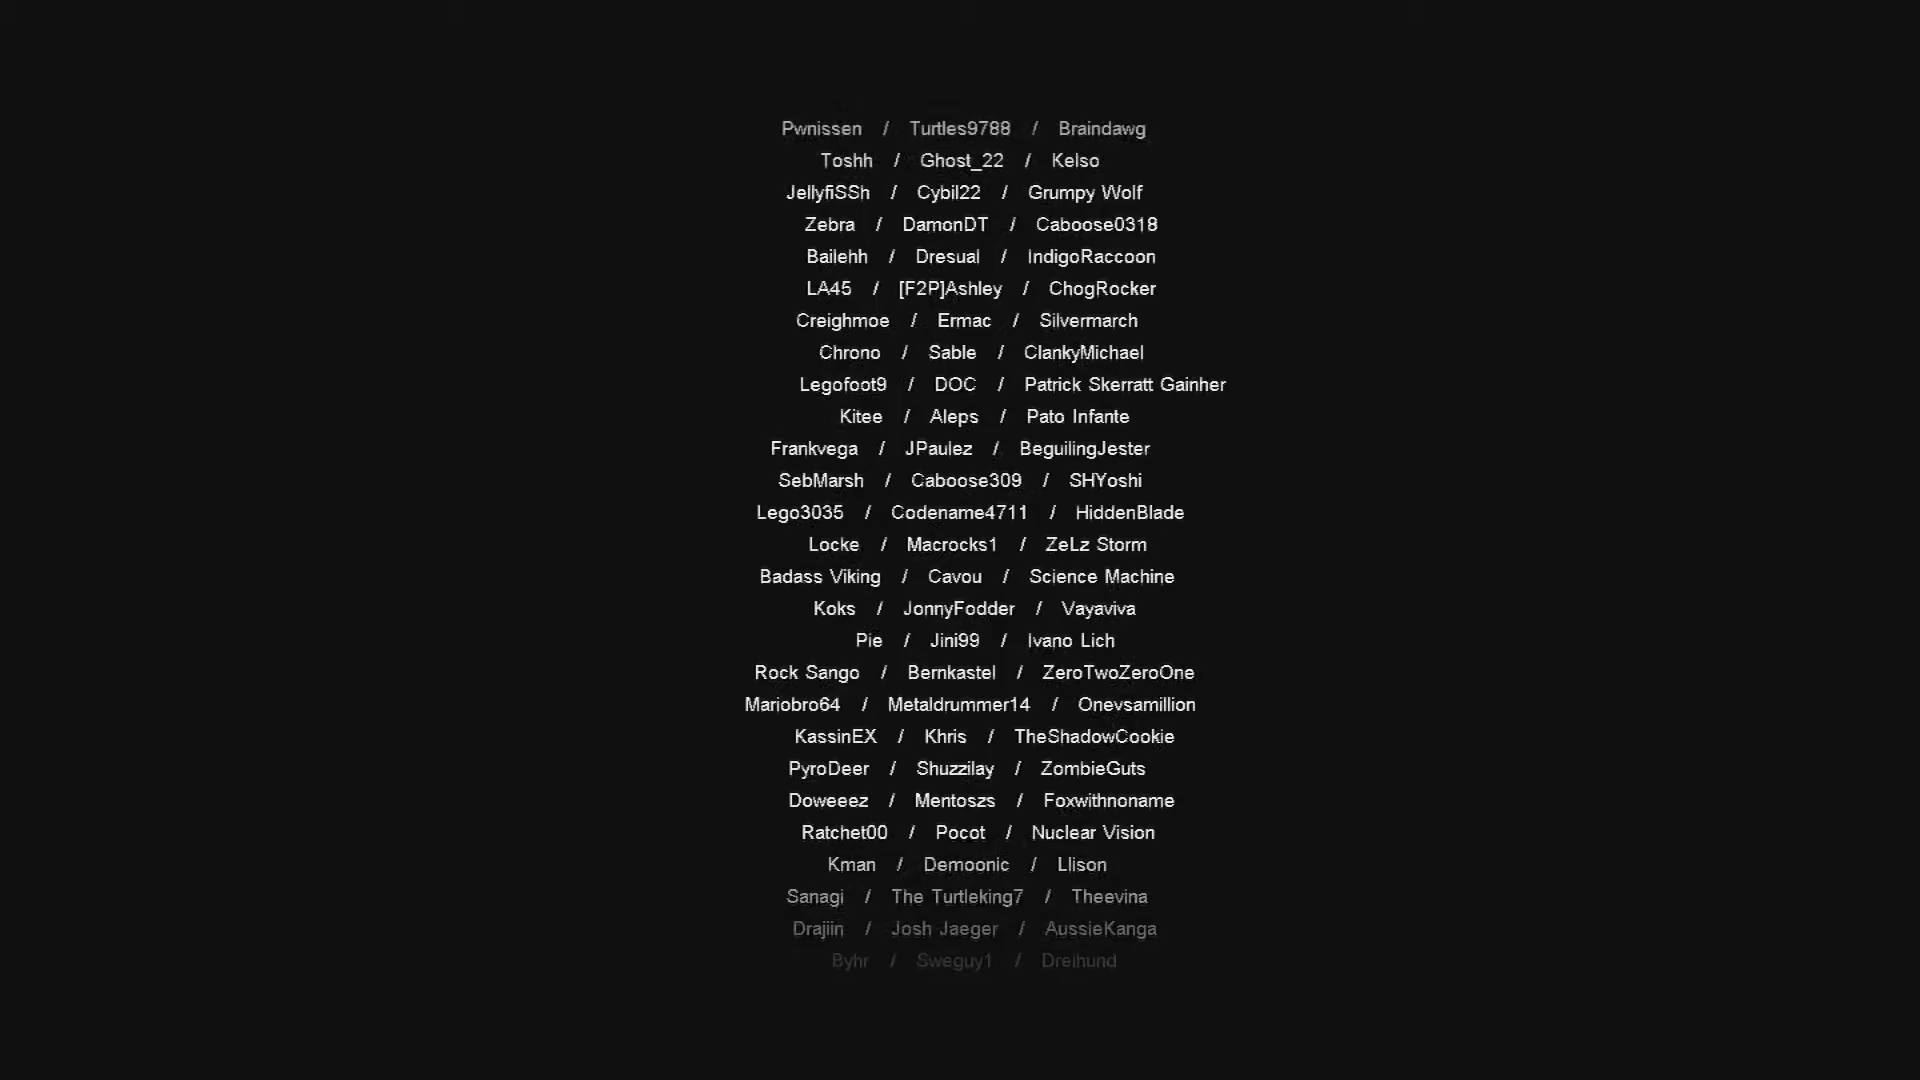 Pwnissen / Turtles9788 / Braindawg
Toshh / Ghost_22 / Kelso
JellyfiSSh / Cybil22 / Grumpy Wolf
Zebra / DamonDT / Caboose0318
Bailehh / Dresual / IndigoRaccoon
LA45 / [F2P]Ashley / ChogRocker
Creighmoe / Ermac / Silvermarch
Chrono / Sable / ClankyMichael
Legofoot9 / DOC / Patrick Skerratt Gainher
Kitee / Aleps / Pato Infante
Frankvega / JPaulez / BeguilingJester
SebMarsh / Caboose309 / SHYoshi
Lego3035 / Codename4711 / HiddenBlade
Locke / Macrocks1 / ZeLz Storm
Badass Viking / Cavou / Science Machine
Koks / JonnyFodder / Vayaviva
Pie / Jini99 / Ivano Lich
Rock Sango / Bernkastel / ZeroTwoZeroOne
Mariobro64 / Metaldrummer14 / Onevsamillion
KassinEX / Khris / TheShadowCookie
PyroDeer / Shuzzilay / ZombieGuts
Doweeez / Mentoszs / Foxwithnoname
Ratchet00 / Pocot / Nuclear Vision
Kman / Demoonic / Llison
Sanagi / The Turtleking7 / Theevina
Drajiin / Josh Jaeger / AussieKanga
Byhr / Sweguy1 / Dreihund